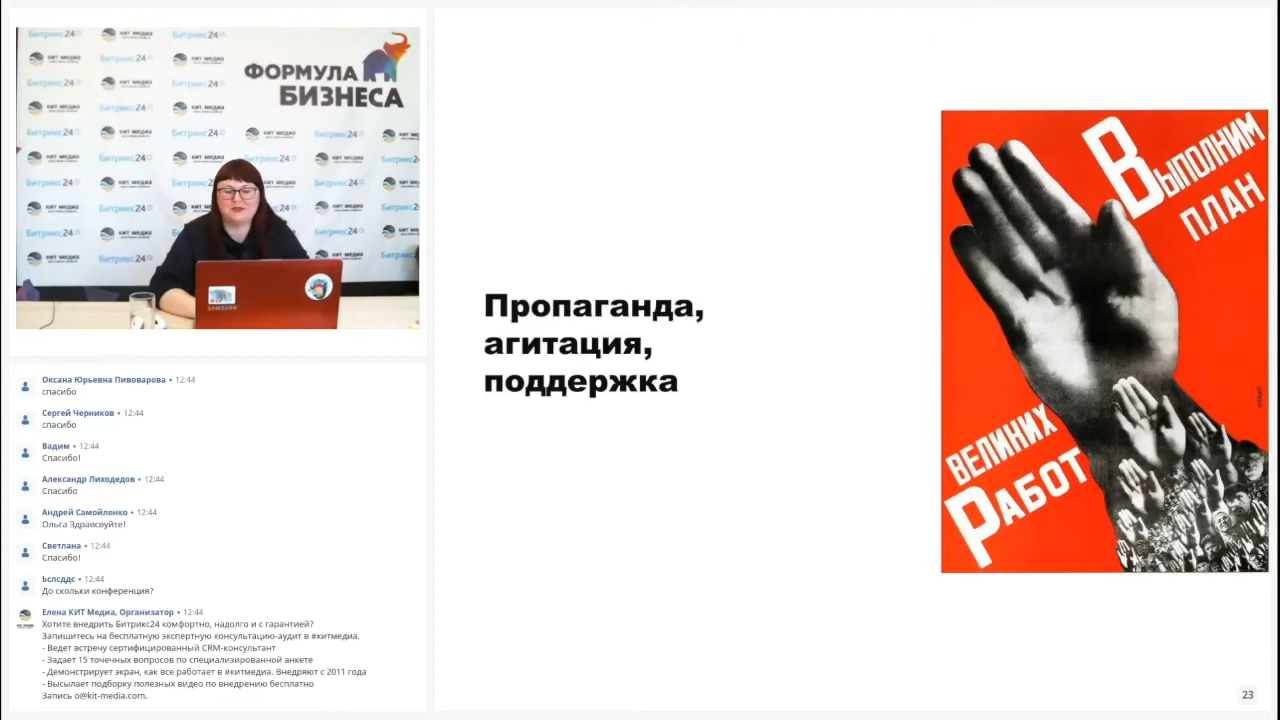 ФОРМУЛА
БИЗНЕСА
Битрикс24
КИТ МЕДИА
SAMSUNG
Оксана Юрьевна Пивоварова • 12:44
спасибо
Сергей Черников • 12:44
спасибо
Вадим • 12:44
Спасибо!
Александр Лиходедов • 12:44
Спасибо
Андрей Самойленко • 12:44
Ольга Здравсвуйте!
Светлана • 12:44
Спасибо!
Ьслсддс • 12:44
До скольки конференция?
Елена КИТ Медиа, Организатор • 12:44
Хотите внедрить Битрикс24 комфортно, надолго и с гарантией?
Запишитесь на бесплатную экспертную консультацию-аудит в #китмедиа.
- Ведет встречу сертифицированный CRM-консультант
- Задает 15 точечных вопросов по специализированной анкете
- Демонстрирует экран, как все работает в #китмедиа. Внедряют с 2011 года
- Высылает подборку полезных видео по внедрению бесплатно
Запись o@kit-media.com.
Пропаганда,
агитация,
поддержка
Выполним
план
великих
работ
23